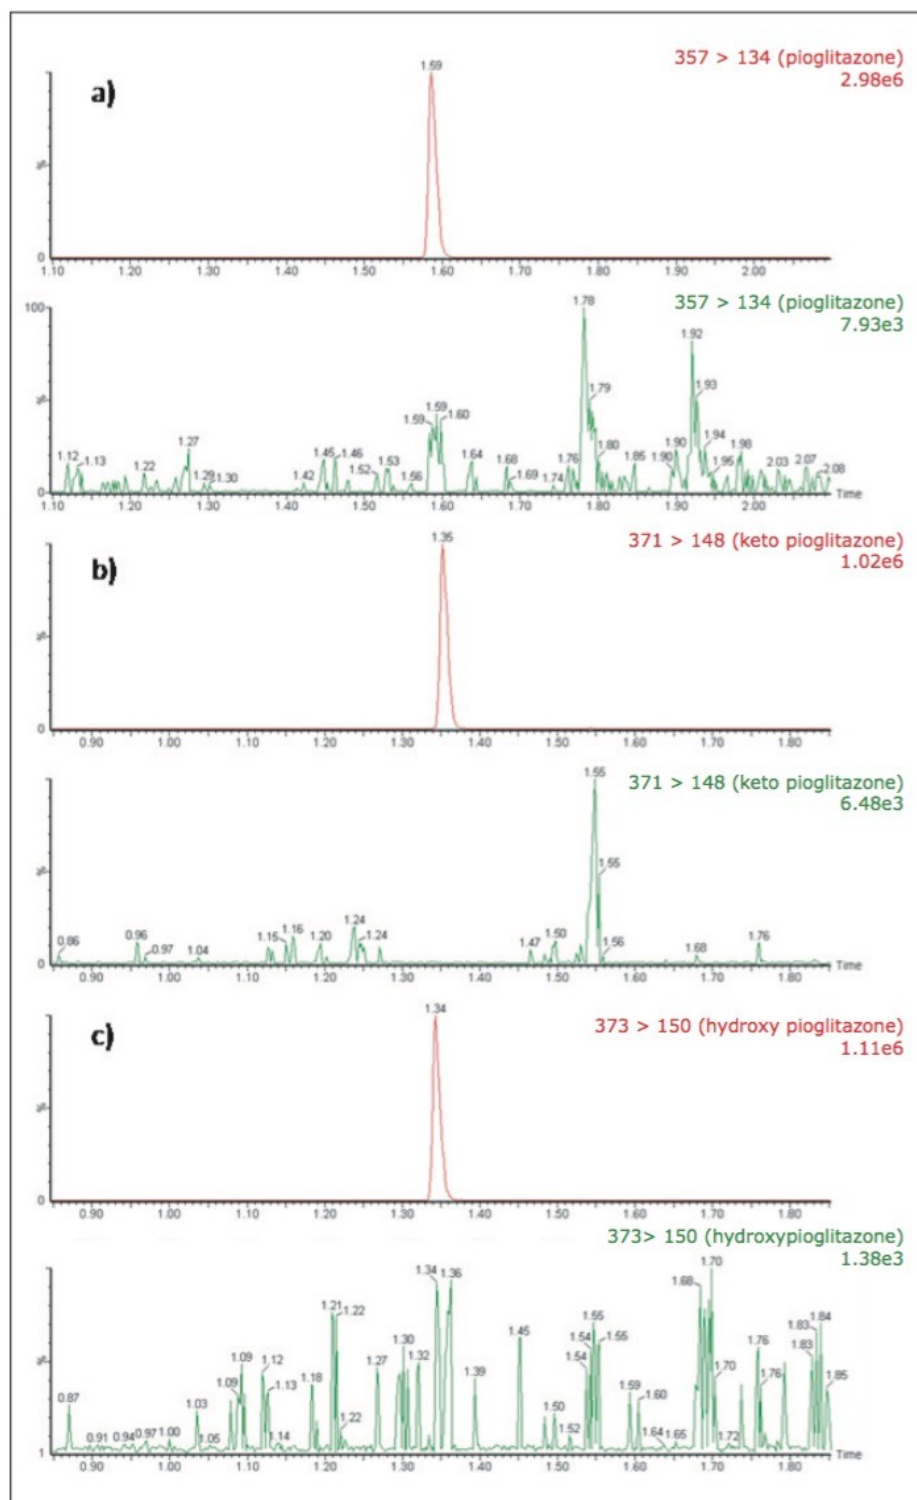 357 > 134 (pioglitazone)
2.98e6
a)
1.59
%
0
1.10 1.20 1.30 1.40 1.50 1.60 1.70 1.80 1.90 2.00
357 > 134 (pioglitazone)
7.93e3
100
%
0
1.12 1.13 1.22 1.27 1.29 1.30 1.42 1.45 1.46 1.52 1.53 1.56 1.59 1.59 1.60 1.64 1.68 1.69 1.74 1.76 1.78 1.79 1.80 1.85 1.90 1.90 1.92 1.93 1.94 1.95 1.98 2.03 2.07 2.08
1.10 1.20 1.30 1.40 1.50 1.60 1.70 1.80 1.90 2.00 Time
371 > 148 (keto pioglitazone)
1.02e6
b)
1.35
%
0
0.90 1.00 1.10 1.20 1.30 1.40 1.50 1.60 1.70 1.80
371 > 148 (keto pioglitazone)
6.48e3
%
0
0.86 0.96 0.97 1.04 1.15 1.16 1.20 1.24 1.24 1.47 1.50 1.55 1.55 1.56 1.68 1.76
0.90 1.00 1.10 1.20 1.30 1.40 1.50 1.60 1.70 1.80 Time
373 > 150 (hydroxy pioglitazone)
1.11e6
c)
1.34
%
0
0.90 1.00 1.10 1.20 1.30 1.40 1.50 1.60 1.70 1.80
373> 150 (hydroxypioglitazone)
1.38e3
%
1
0.87 0.91 0.94 0.97 1.00 1.03 1.05 1.09 1.09 1.12 1.13 1.14 1.18 1.21 1.22 1.22 1.27 1.30 1.32 1.34 1.36 1.39 1.45 1.50 1.52 1.54 1.54 1.55 1.55 1.59 1.60 1.64 1.65 1.68 1.70 1.70 1.72 1.76 1.76 1.83 1.83 1.84 1.85
0.90 1.00 1.10 1.20 1.30 1.40 1.50 1.60 1.70 1.80 Time